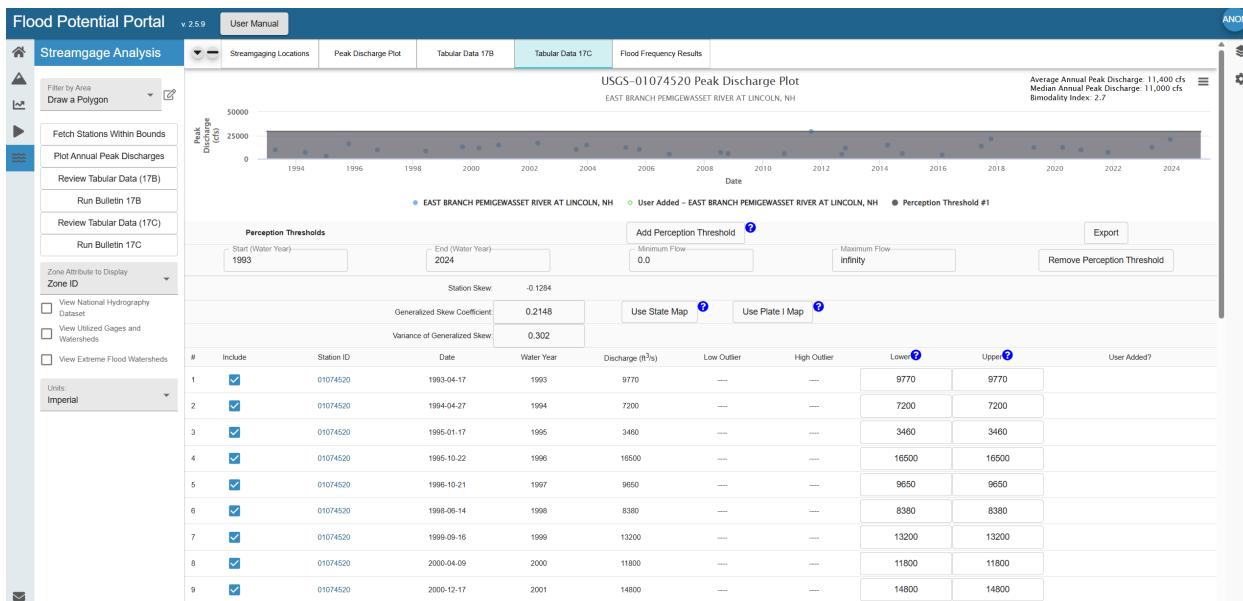 Flood Potential Portal v. 2.5.9 User Manual
ANON
Streamgage Analysis
Streamgaging Locations Peak Discharge Plot Tabular Data 17B Tabular Data 17C Flood Frequency Results
Filter by Area
Draw a Polygon
Fetch Stations Within Bounds
Plot Annual Peak Discharges
Review Tabular Data (17B)
Run Bulletin 17B
Review Tabular Data (17C)
Run Bulletin 17C
Zone Attribute to Display
Zone ID
View National Hydrography
Dataset
View Utilized Gages and
Watersheds
View Extreme Flood Watersheds
Units:
Imperial
USGS-01074520 Peak Discharge Plot
EAST BRANCH PEMIGEWASSET RIVER AT LINCOLN, NH
Average Annual Peak Discharge: 11,400 cfs
Median Annual Peak Discharge: 11,000 cfs
Bimodality Index: 2.7
Peak
Discharge
(cfs)
50000
25000
0
1994 1996 1998 2000 2002 2004 2006 2008 2010 2012 2014 2016 2018 2020 2022 2024
Date
EAST BRANCH PEMIGEWASSET RIVER AT LINCOLN, NH User Added – EAST BRANCH PEMIGEWASSET RIVER AT LINCOLN, NH Perception Threshold #1
Perception Thresholds Add Perception Threshold ? Export
Start (Water Year) End (Water Year) Minimum Flow Maximum Flow
1993 2024 0.0 infinity Remove Perception Threshold
Station Skew: -0.1284
Generalized Skew Coefficient: 0.2148 Use State Map ? Use Plate I Map ?
Variance of Generalized Skew: 0.302
# Include Station ID Date Water Year Discharge (ft³/s) Low Outlier High Outlier Lower ? Upper ? User Added?
1 01074520 1993-04-17 1993 9770 ---- ---- 9770 9770
2 01074520 1994-04-27 1994 7200 ---- ---- 7200 7200
3 01074520 1995-01-17 1995 3460 ---- ---- 3460 3460
4 01074520 1995-10-22 1996 16500 ---- ---- 16500 16500
5 01074520 1996-10-21 1997 9650 ---- ---- 9650 9650
6 01074520 1998-06-14 1998 8380 ---- ---- 8380 8380
7 01074520 1999-09-16 1999 13200 ---- ---- 13200 13200
8 01074520 2000-04-09 2000 11800 ---- ---- 11800 11800
9 01074520 2000-12-17 2001 14800 ---- ---- 14800 14800